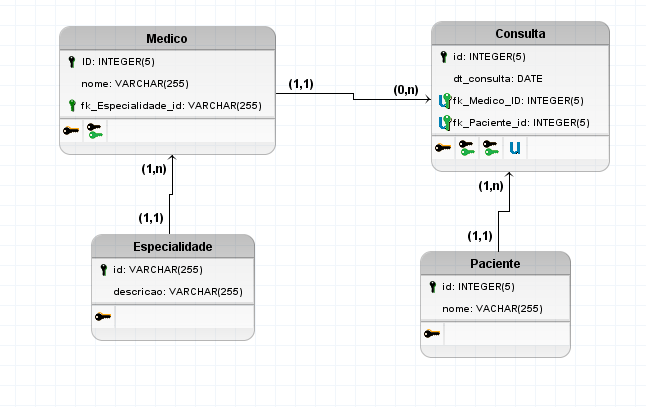 Medico
ID: INTEGER(5)
nome: VARCHAR(255)
fk_Especialidade_id: VARCHAR(255)
(1,1)
(0,n)
Consulta
id: INTEGER(5)
dt_consulta: DATE
fk_Medico_ID: INTEGER(5)
fk_Paciente_id: INTEGER(5)
u
(1,n)
(1,1)
Especialidade
id: VARCHAR(255)
descricao: VARCHAR(255)
(1,n)
(1,1)
Paciente
id: INTEGER(5)
nome: VACHAR(255)